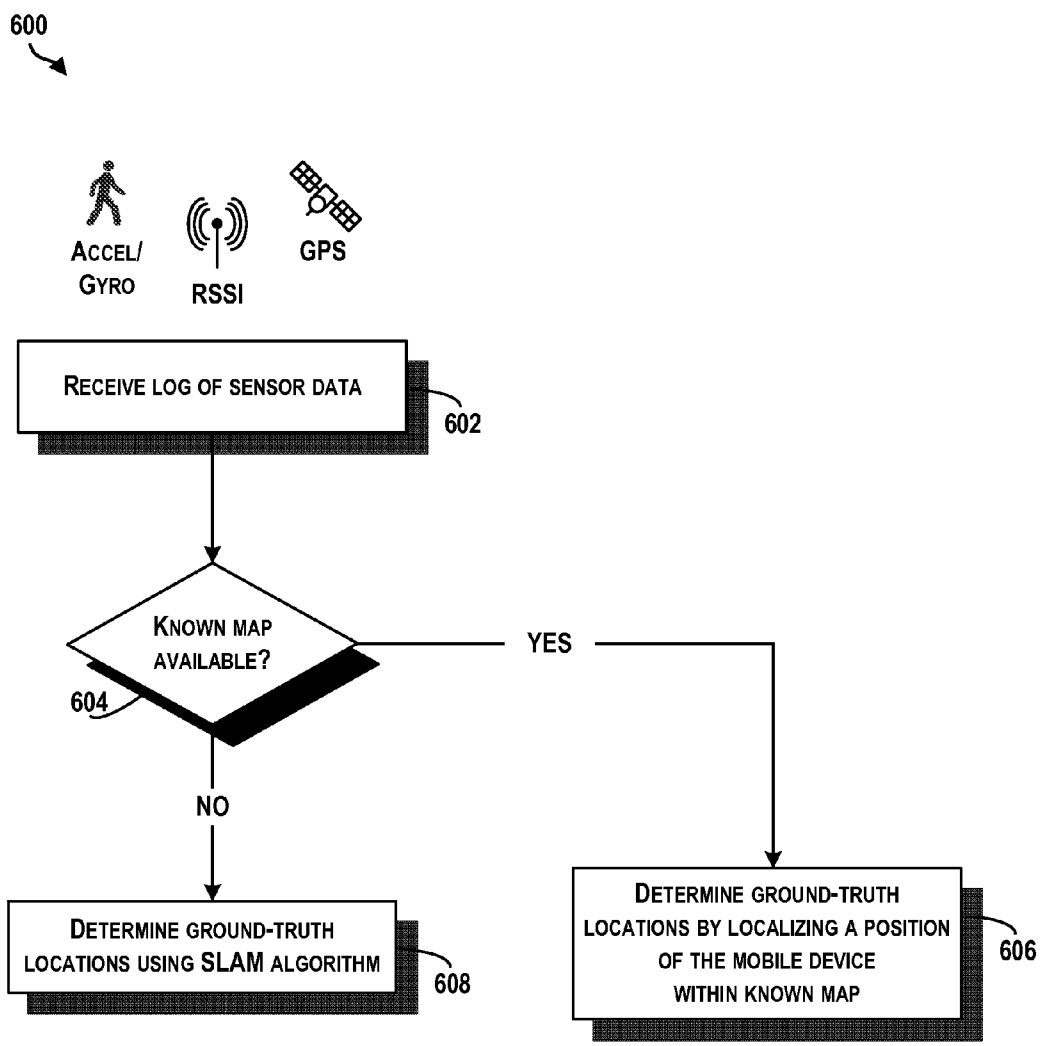 600
ACCEL/
GYRO
RSSI
GPS
RECEIVE LOG OF SENSOR DATA
602
KNOWN MAP
AVAILABLE?
604
YES
NO
DETERMINE GROUND-TRUTH
LOCATIONS USING SLAM ALGORITHM
608
DETERMINE GROUND-TRUTH
LOCATIONS BY LOCALIZING A POSITION
OF THE MOBILE DEVICE
WITHIN KNOWN MAP
606